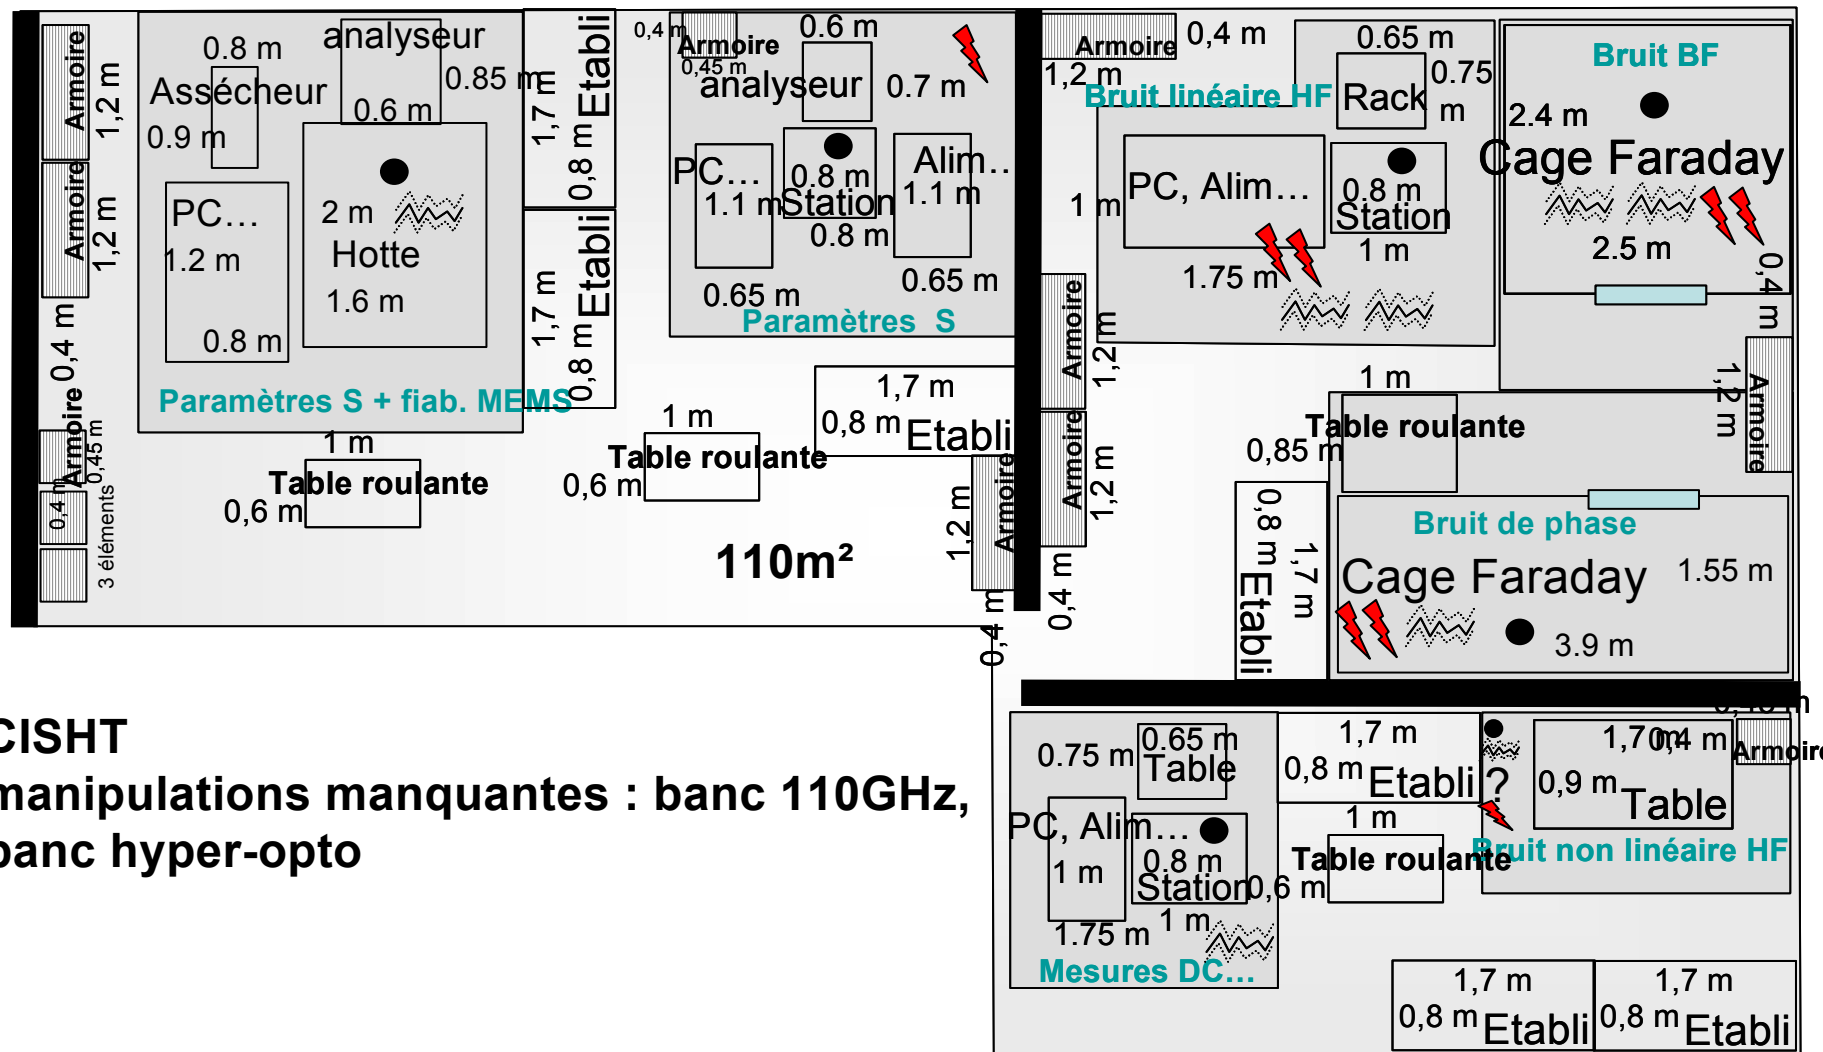 Armoire
1,2 m
Armoire
1,2 m
0,4 m
Armoire
0,45 m
0,4 m
3 éléments
0.8 m
Assécheur
0.9 m
analyseur
0.85 m
0.6 m
PC...
1.2 m
0.8 m
2 m
Hotte
1.6 m
Paramètres S + fiab. MEMS
1,7 m
0,8 m
Etabli
1,7 m
0,8 m
Etabli
1 m
Table roulante
0,6 m
0,4 m
Armoire
0,45 m
0.6 m
analyseur
0.7 m
PC...
1.1 m
0.65 m
0.8 m
Station
0.8 m
Alim...
1.1 m
0.65 m
Paramètres S
1 m
Table roulante
0,6 m
1,7 m
0,8 m
Etabli
1,2 m
Armoire
0,4 m
110m²
Armoire
0,4 m
1,2 m
Bruit linéaire HF
0.65 m
Rack
0.75
m
PC, Alim...
1 m
1.75 m
0.8 m
Station
1 m
Armoire
1,2 m
Armoire
1,2 m
0,4 m
Bruit BF
2.4 m
Cage Faraday
2.5 m
0,4 m
1,2 m
Armoire
1 m
Table roulante
0,85 m
0,8 m
Etabli
1,7 m
Bruit de phase
Cage Faraday
1.55 m
3.9 m
CISHT
manipulations manquantes : banc 110GHz,
banc hyper-opto
0.75 m
0.65 m
Table
PC, Alim...
1 m
1.75 m
0.8 m
Station
1 m
Mesures DC...
1,7 m
0,8 m
Etabli
1 m
Table roulante
0,6 m
?
1,7 m
0,9 m
Table
0,4 m
Armoire
Bruit non linéaire HF
1,7 m
0,8 m
Etabli
1,7 m
0,8 m
Etabli